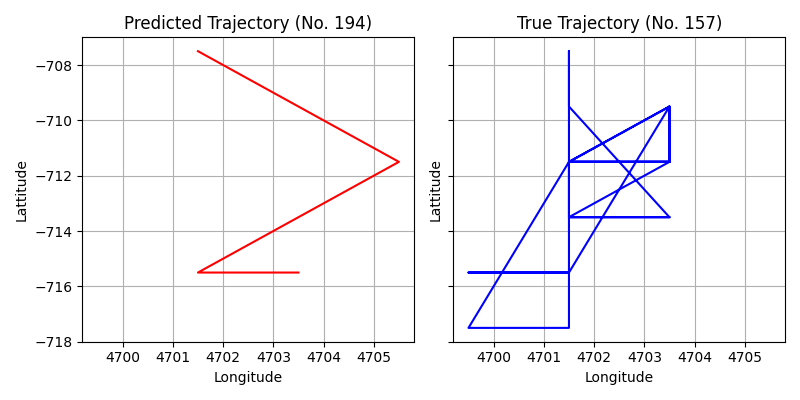 Predicted Trajectory (No. 194)
True Trajectory (No. 157)
Lattitude
−708
−710
−712
−714
−716
−718
4700 4701 4702 4703 4704 4705
Longitude
Lattitude
4700 4701 4702 4703 4704 4705
Longitude